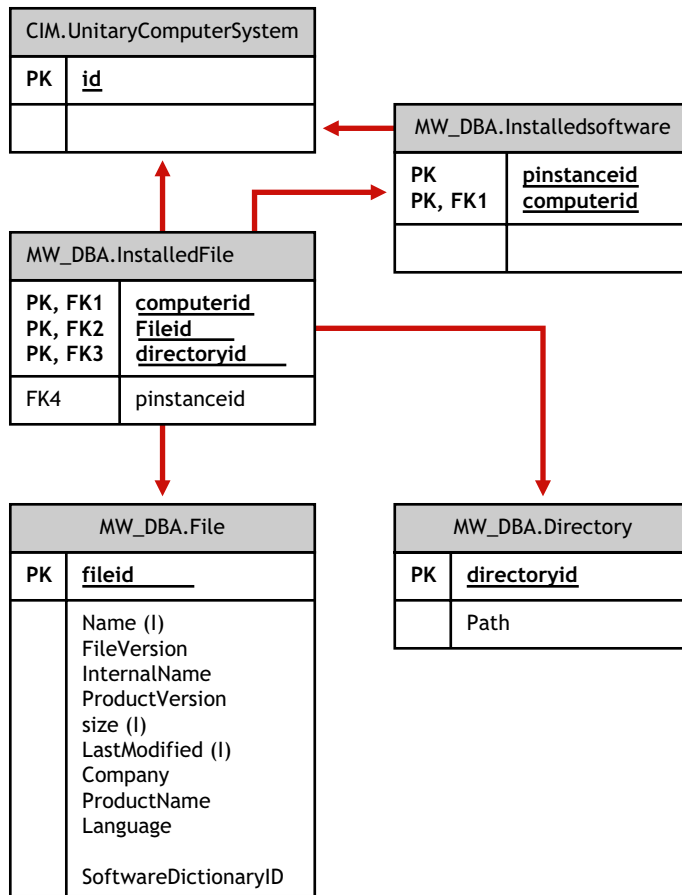 CIM.UnitaryComputerSystem
PK id
MW_DBA.Installedsoftware
PK pinstanceid
PK, FK1 computerid
MW_DBA.InstalledFile
PK, FK1 computerid
PK, FK2 Fileid
PK, FK3 directoryid
FK4 pinstanceid
MW_DBA.File
PK fileid
Name (I)
FileVersion
InternalName
ProductVersion
size (I)
LastModified (I)
Company
ProductName
Language
SoftwareDictionaryID
MW_DBA.Directory
PK directoryid
Path